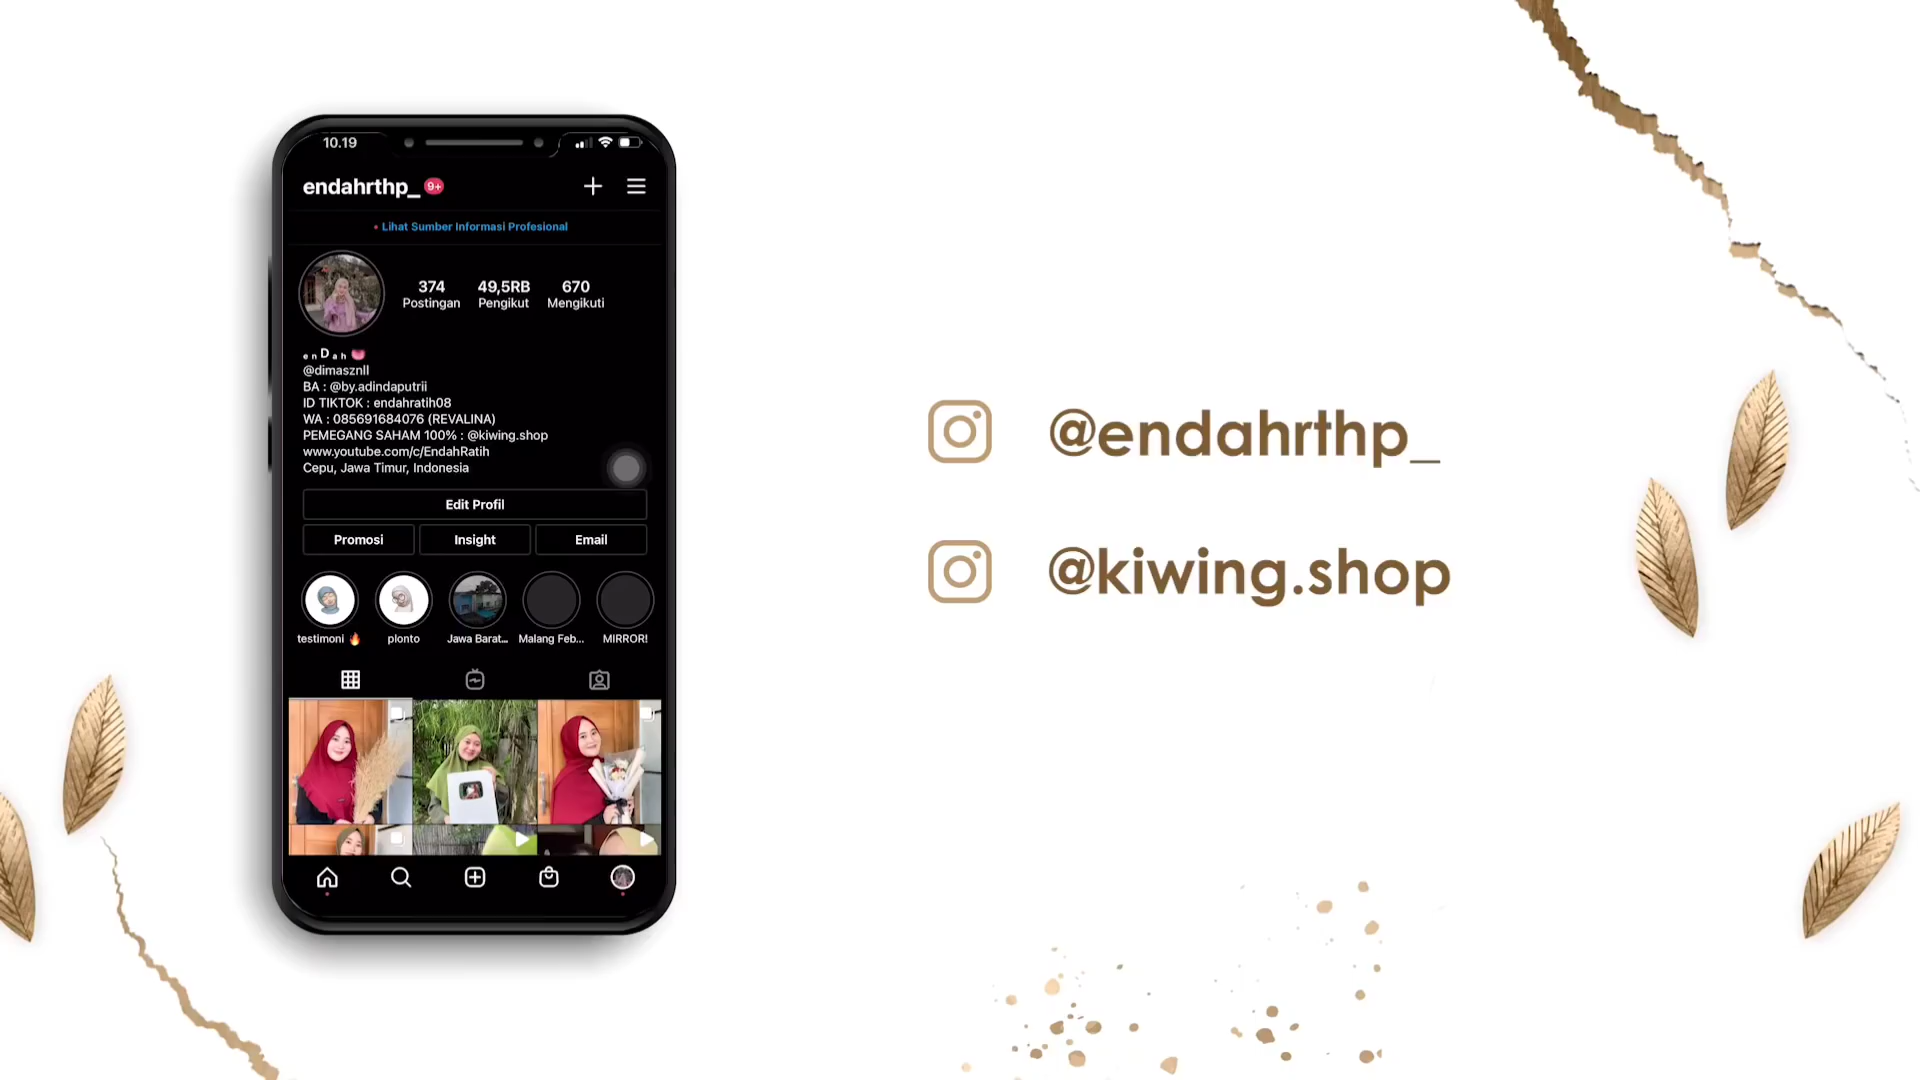 10.19
endahrthp_ 9+
• Lihat Sumber Informasi Profesional
374 49,5RB 670
Postingan Pengikut Mengikuti
ₑ ₙ D ₐ ₕ 👅
@dimasznll
BA : @by.adindaputrii
ID TIKTOK : endahratih08
WA : 085691684076 (REVALINA)
PEMEGANG SAHAM 100% : @kiwing.shop
www.youtube.com/c/EndahRatih
Cepu, Jawa Timur, Indonesia
Edit Profil
Promosi Insight Email
testimoni 🔥 plonto Jawa Barat... Malang Feb... MIRROR!
@endahrthp_
@kiwing.shop